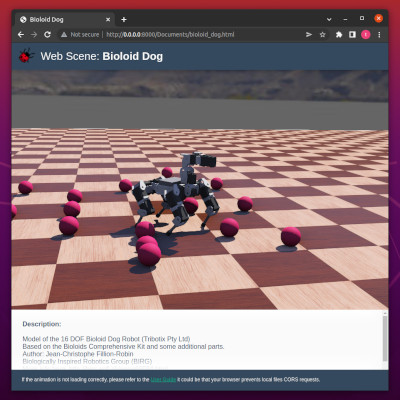 Bioloid Dog
Not secure | http://0.0.0.0:8000/Documents/bioloid_dog.html
Web Scene: Bioloid Dog
Description:
Model of the 16 DOF Bioloid Dog Robot (Tribotix Pty Ltd)
Based on the Bioloids Comprehensive Kit and some additional parts.
Author: Jean-Christophe Fillion-Robin
Biologically Inspired Robotics Group (BIRG)
If the animation is not loading correctly, please refer to the User Guide it could be that your browser prevents local files CORS requests.